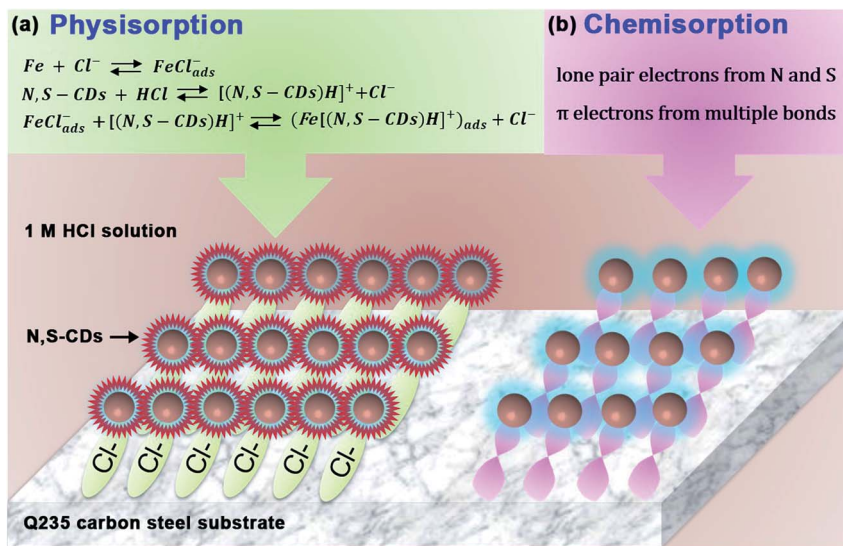 (a) Physisorption
Fe + Cl⁻ ⇌ FeCl⁻ads
N,S − CDs + HCl ⇌ [(N,S − CDs)H]⁺+Cl⁻
FeCl⁻ads + [(N,S − CDs)H]⁺ ⇌ (Fe[(N,S − CDs)H]⁺)ads + Cl⁻
(b) Chemisorption
lone pair electrons from N and S
π electrons from multiple bonds
1 M HCl solution
N,S-CDs
Cl- Cl- Cl- Cl- Cl- Cl-
Q235 carbon steel substrate